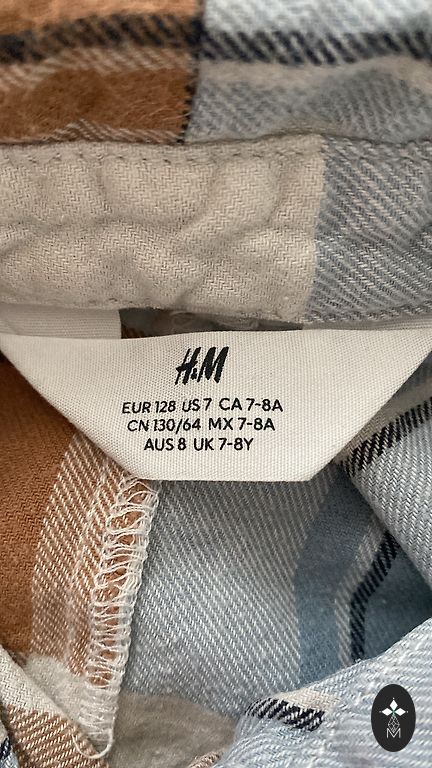 H&M
EUR 128 US 7 CA 7-8A
CN 130/64 MX 7-8A
AUS 8 UK 7-8Y
M